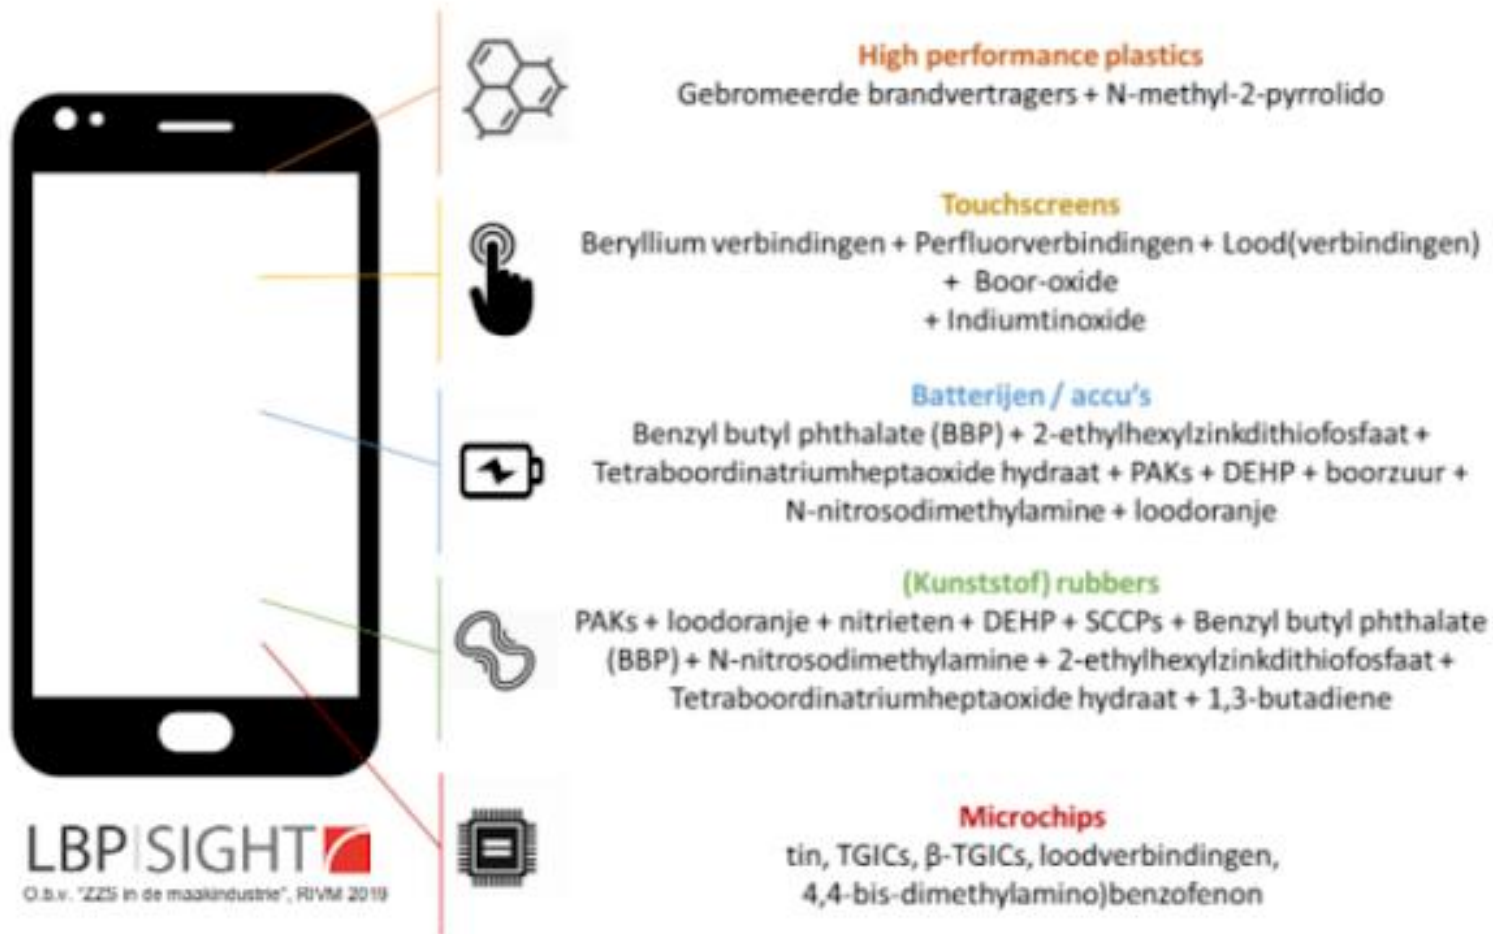 High performance plastics
Gebromeerde brandvertragers + N-methyl-2-pyrrolido
Touchscreens
Beryllium verbindingen + Perfluorverbindingen + Lood(verbindingen)
+ Boor-oxide
+ Indiumtinoxide
Batterijen / accu's
Benzyl butyl phthalate (BBP) + 2-ethylhexylzinkdithiofosfaat +
Tetraboordinatriumheptaoxide hydraat + PAKs + DEHP + boorzuur +
N-nitrosodimethylamine + loodoranje
(Kunststof) rubbers
PAKs + loodoranje + nitrieten + DEHP + SCCPs + Benzyl butyl phthalate
(BBP) + N-nitrosodimethylamine + 2-ethylhexylzinkdithiofosfaat +
Tetraboordinatriumheptaoxide hydraat + 1,3-butadiene
Microchips
tin, TGICs, β-TGICs, loodverbindingen,
4,4-bis-dimethylamino)benzofenon
LBP|SIGHT
O.b.v. "ZZS in de maakindustrie", RIVM 2019